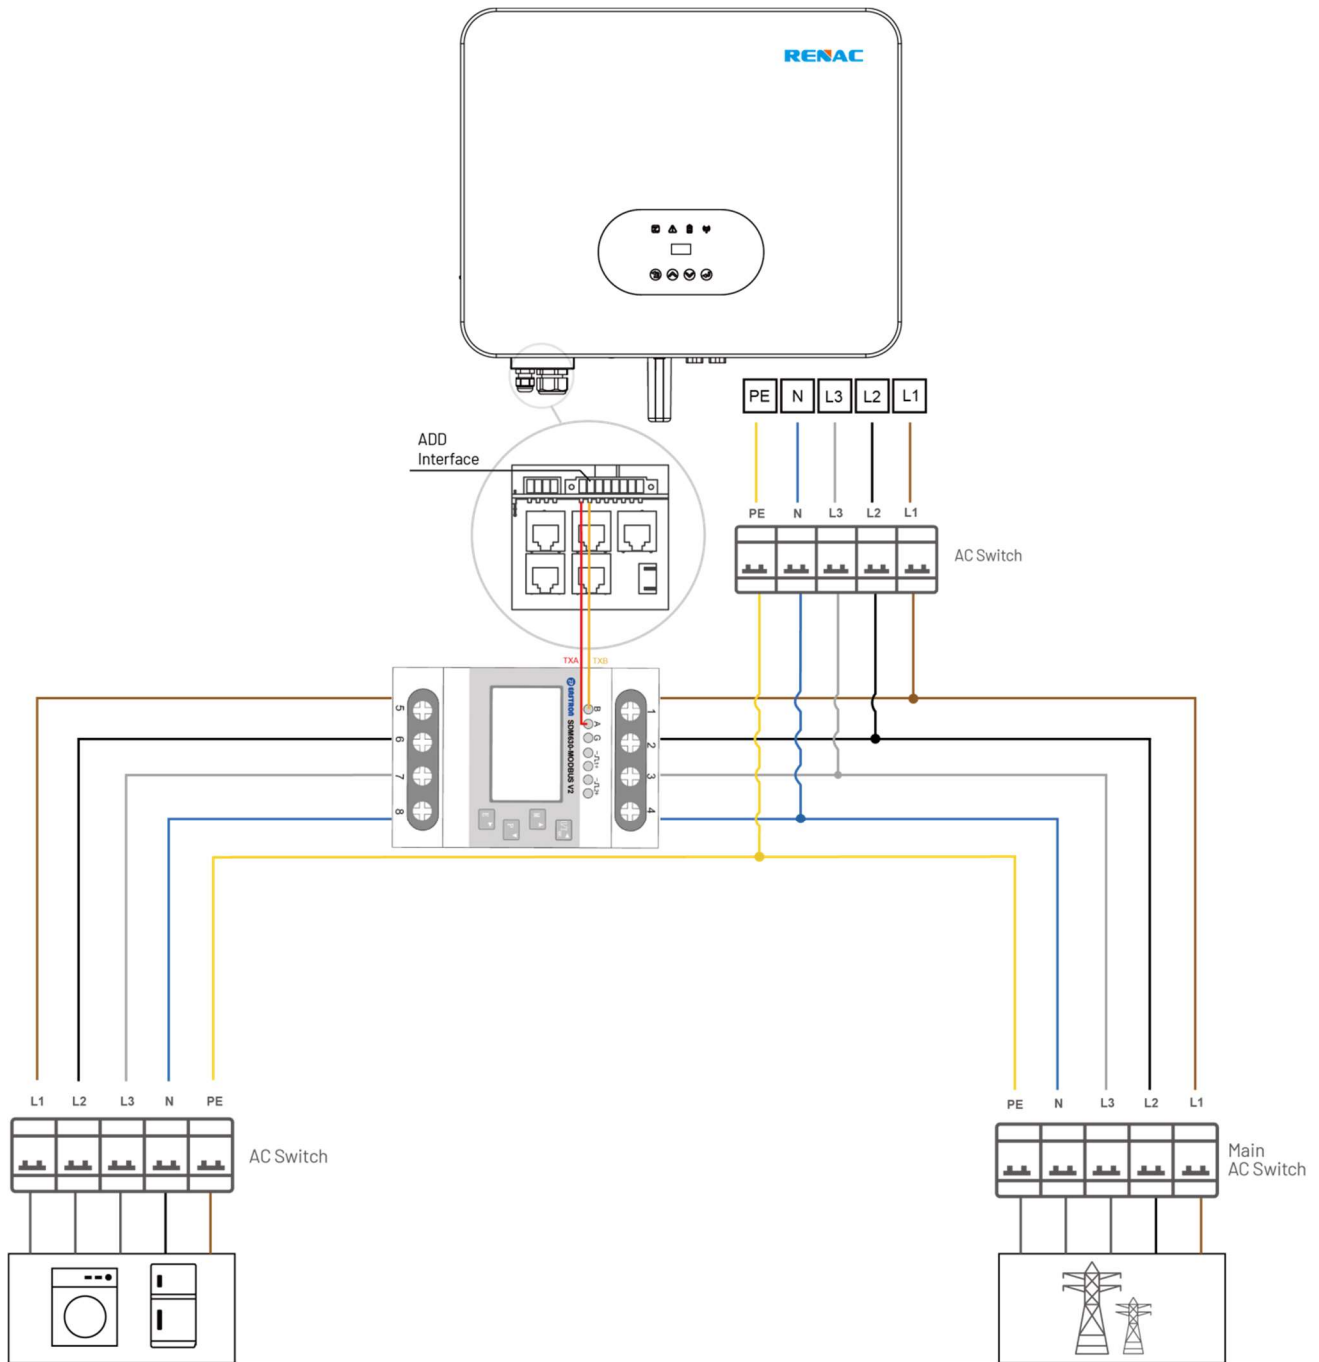 RENAC
PE N L3 L2 L1
ADD
Interface
PE N L3 L2 L1
AC Switch
TXA TXB
EASTRON SDM630-MODBUS V2
B
A
G
5
6
7
8
1
2
3
4
L1 L2 L3 N PE
AC Switch
PE N L3 L2 L1
Main
AC Switch